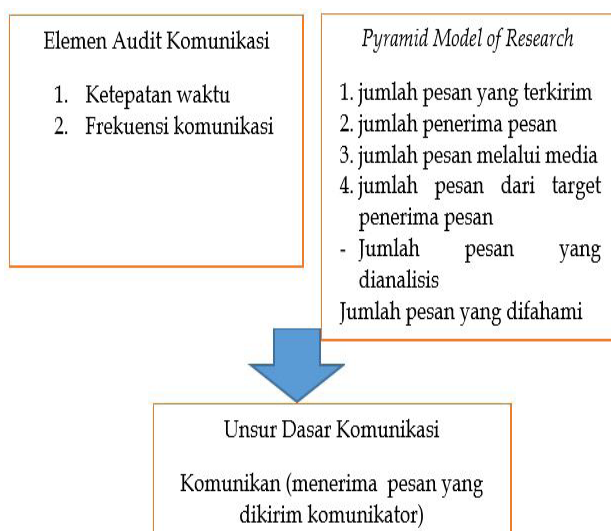 Elemen Audit Komunikasi
1. Ketepatan waktu
2. Frekuensi komunikasi
Pyramid Model of Research
1. jumlah pesan yang terkirim
2. jumlah penerima pesan
3. jumlah pesan melalui media
4. jumlah pesan dari target
penerima pesan
- Jumlah pesan yang
dianalisis
Jumlah pesan yang difahami
Unsur Dasar Komunikasi
Komunikan (menerima pesan yang
dikirim komunikator)